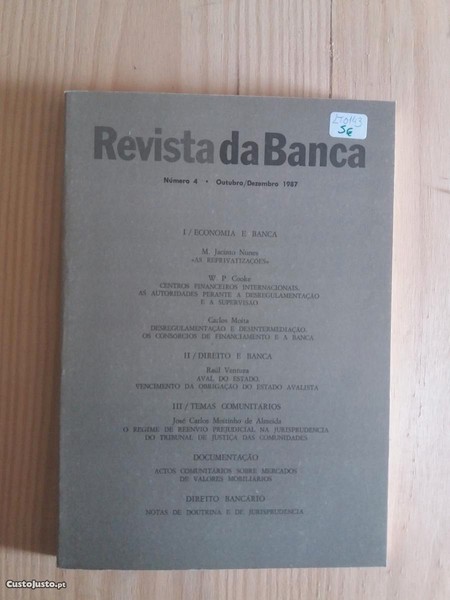 5€
Revista da Banca
Número 4 • Outubro/Dezembro 1987
I / ECONOMIA E BANCA
M. Jacinto Nunes
«AS REPRIVATIZAÇÕES»
W. P. Cooke
CENTROS FINANCEIROS INTERNACIONAIS.
AS AUTORIDADES PERANTE A DESREGULAMENTAÇÃO
E A SUPERVISÃO
Carlos Motta
DESREGULAMENTAÇÃO E DESINTERMEDIAÇÃO.
OS CONSÓRCIOS DE FINANCIAMENTO E A BANCA
II / DIREITO E BANCA
Raúl Ventura
AVAL DO ESTADO.
VENCIMENTO DA OBRIGAÇÃO DO ESTADO AVALISTA
III / TEMAS COMUNITÁRIOS
José Carlos Moitinho de Almeida
O REGIME DE REENVIO PREJUDICIAL NA JURISPRUDÊNCIA
DO TRIBUNAL DE JUSTIÇA DAS COMUNIDADES
DOCUMENTAÇÃO
ACTOS COMUNITÁRIOS SOBRE MERCADOS
DE VALORES MOBILIÁRIOS
DIREITO BANCÁRIO
NOTAS DE DOUTRINA E DE JURISPRUDÊNCIA
CustoJusto.pt